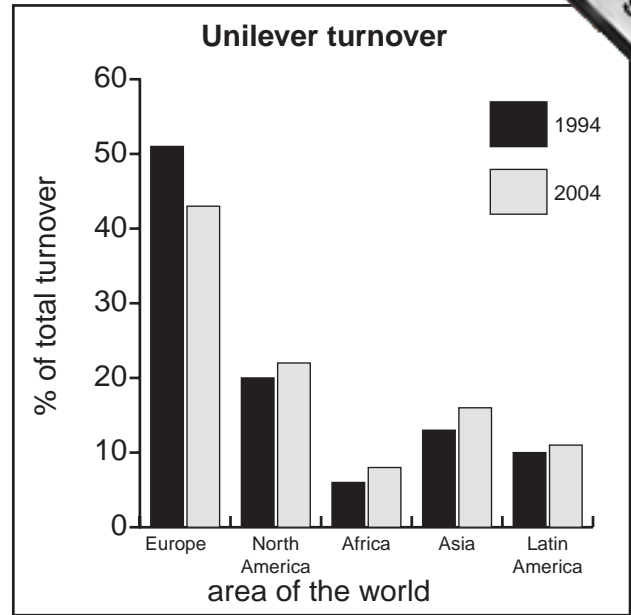 Unilever turnover
60
50
40
30
20
10
0
% of total turnover
1994
2004
Europe
North
America
Africa
Asia
Latin
America
area of the world